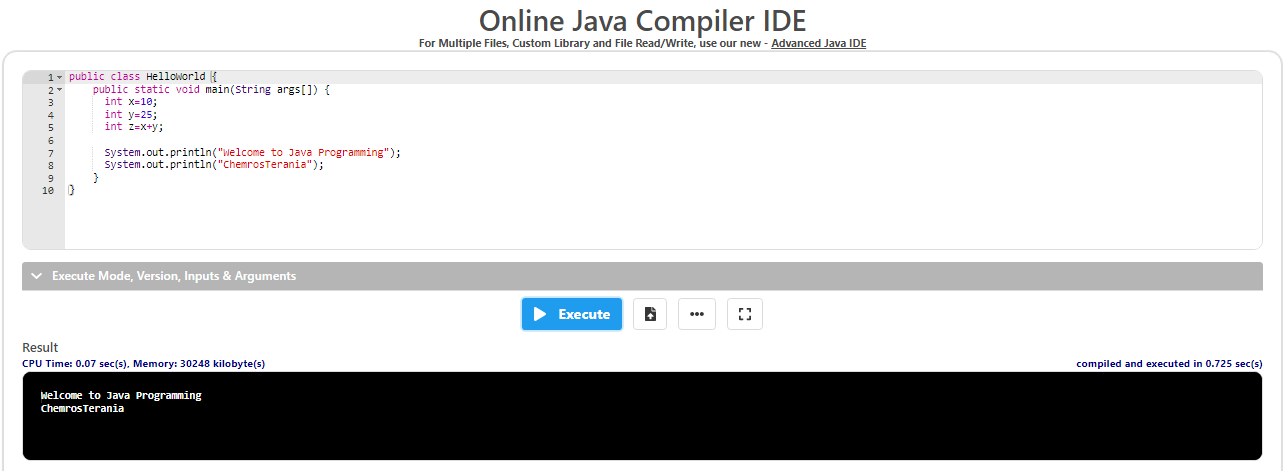 Online Java Compiler IDE
For Multiple Files, Custom Library and File Read/Write, use our new - Advanced Java IDE
1 public class HelloWorld {
2 public static void main(String args[]) {
3 int x=10;
4 int y=25;
5 int z=x+y;
6
7 System.out.println("Welcome to Java Programming");
8 System.out.println("ChemrosTerania");
9 }
10 }
Execute Mode, Version, Inputs & Arguments
Execute
Result
CPU Time: 0.07 sec(s), Memory: 30248 kilobyte(s) compiled and executed in 0.725 sec(s)
Welcome to Java Programming
ChemrosTerania